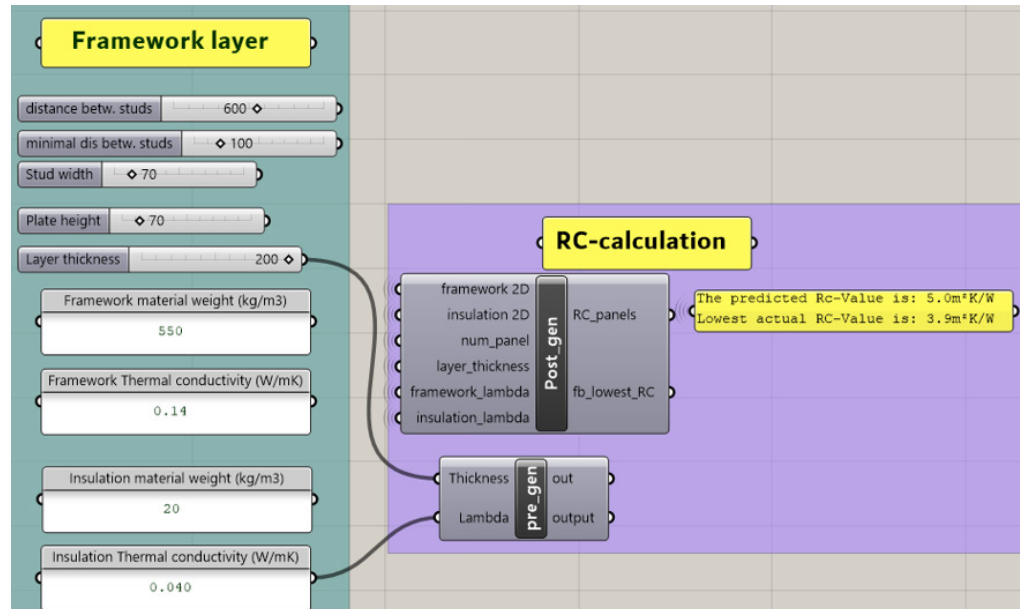 Framework layer
distance betw. studs 600
minimal dis betw. studs 100
Stud width 70
Plate height 70
Layer thickness 200
Framework material weight (kg/m3)
550
Framework Thermal conductivity (W/mK)
0.14
Insulation material weight (kg/m3)
20
Insulation Thermal conductivity (W/mK)
0.040
RC-calculation
framework 2D
insulation 2D
num_panel
layer_thickness
framework_lambda
insulation_lambda
Post_gen
RC_panels
fb_lowest_RC
The predicted Rc-Value is: 5.0m²K/W
Lowest actual RC-Value is: 3.9m²K/W
Thickness
Lambda
pre_gen
out
output